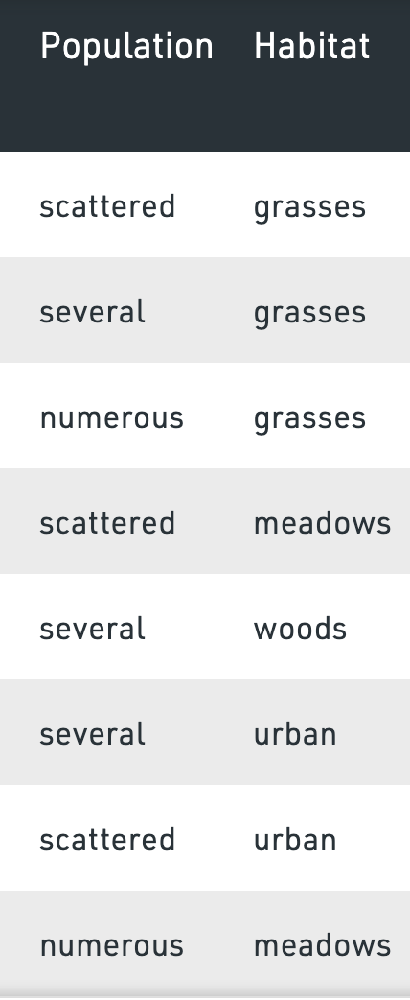 Population Habitat
scattered grasses
several grasses
numerous grasses
scattered meadows
several woods
several urban
scattered urban
numerous meadows